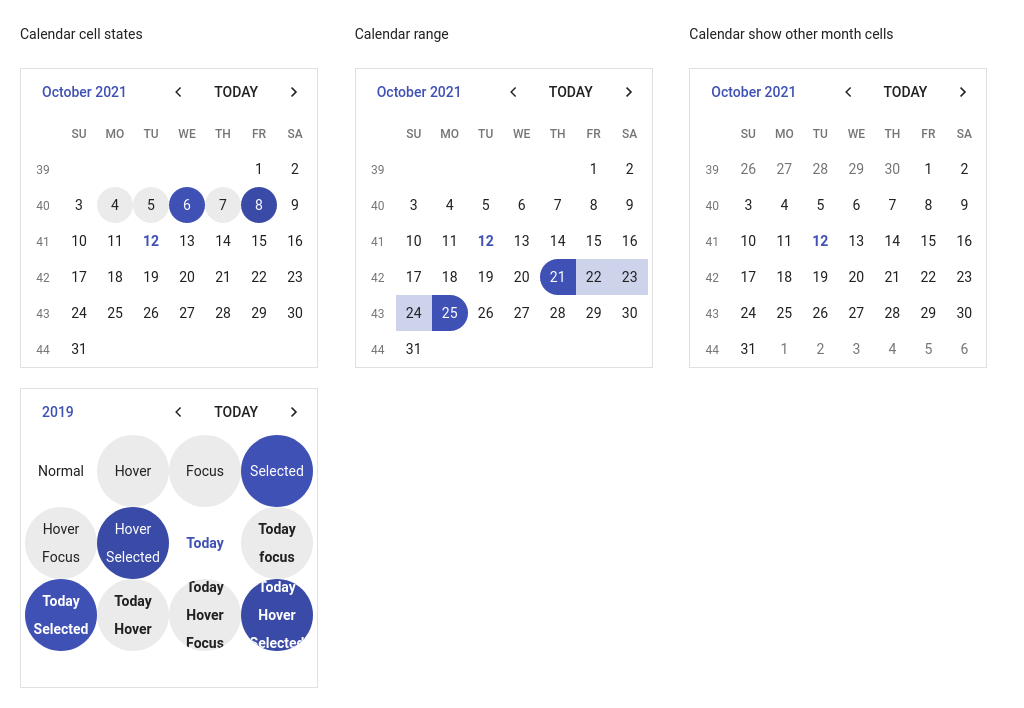 Calendar cell states
October 2021 TODAY
SU MO TU WE TH FR SA
39 1 2
40 3 4 5 6 7 8 9
41 10 11 12 13 14 15 16
42 17 18 19 20 21 22 23
43 24 25 26 27 28 29 30
44 31
Calendar range
October 2021 TODAY
SU MO TU WE TH FR SA
39 1 2
40 3 4 5 6 7 8 9
41 10 11 12 13 14 15 16
42 17 18 19 20 21 22 23
43 24 25 26 27 28 29 30
44 31
Calendar show other month cells
October 2021 TODAY
SU MO TU WE TH FR SA
39 26 27 28 29 30 1 2
40 3 4 5 6 7 8 9
41 10 11 12 13 14 15 16
42 17 18 19 20 21 22 23
43 24 25 26 27 28 29 30
44 31 1 2 3 4 5 6
2019 TODAY
Normal
Hover
Focus
Selected
Hover
Focus
Hover
Selected
Today
Today
focus
Today
Selected
Today
Hover
Today
Hover
Focus
Today
Hover
Selected